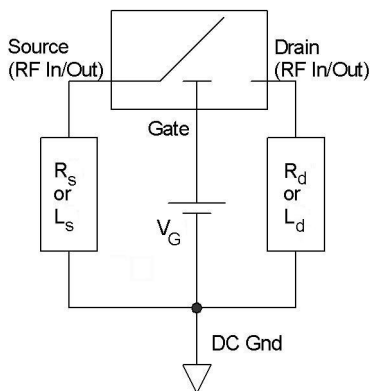 Source
(RF In/Out)
Drain
(RF In/Out)
Gate
Rs
or
Ls
VG
Rd
or
Ld
DC Gnd